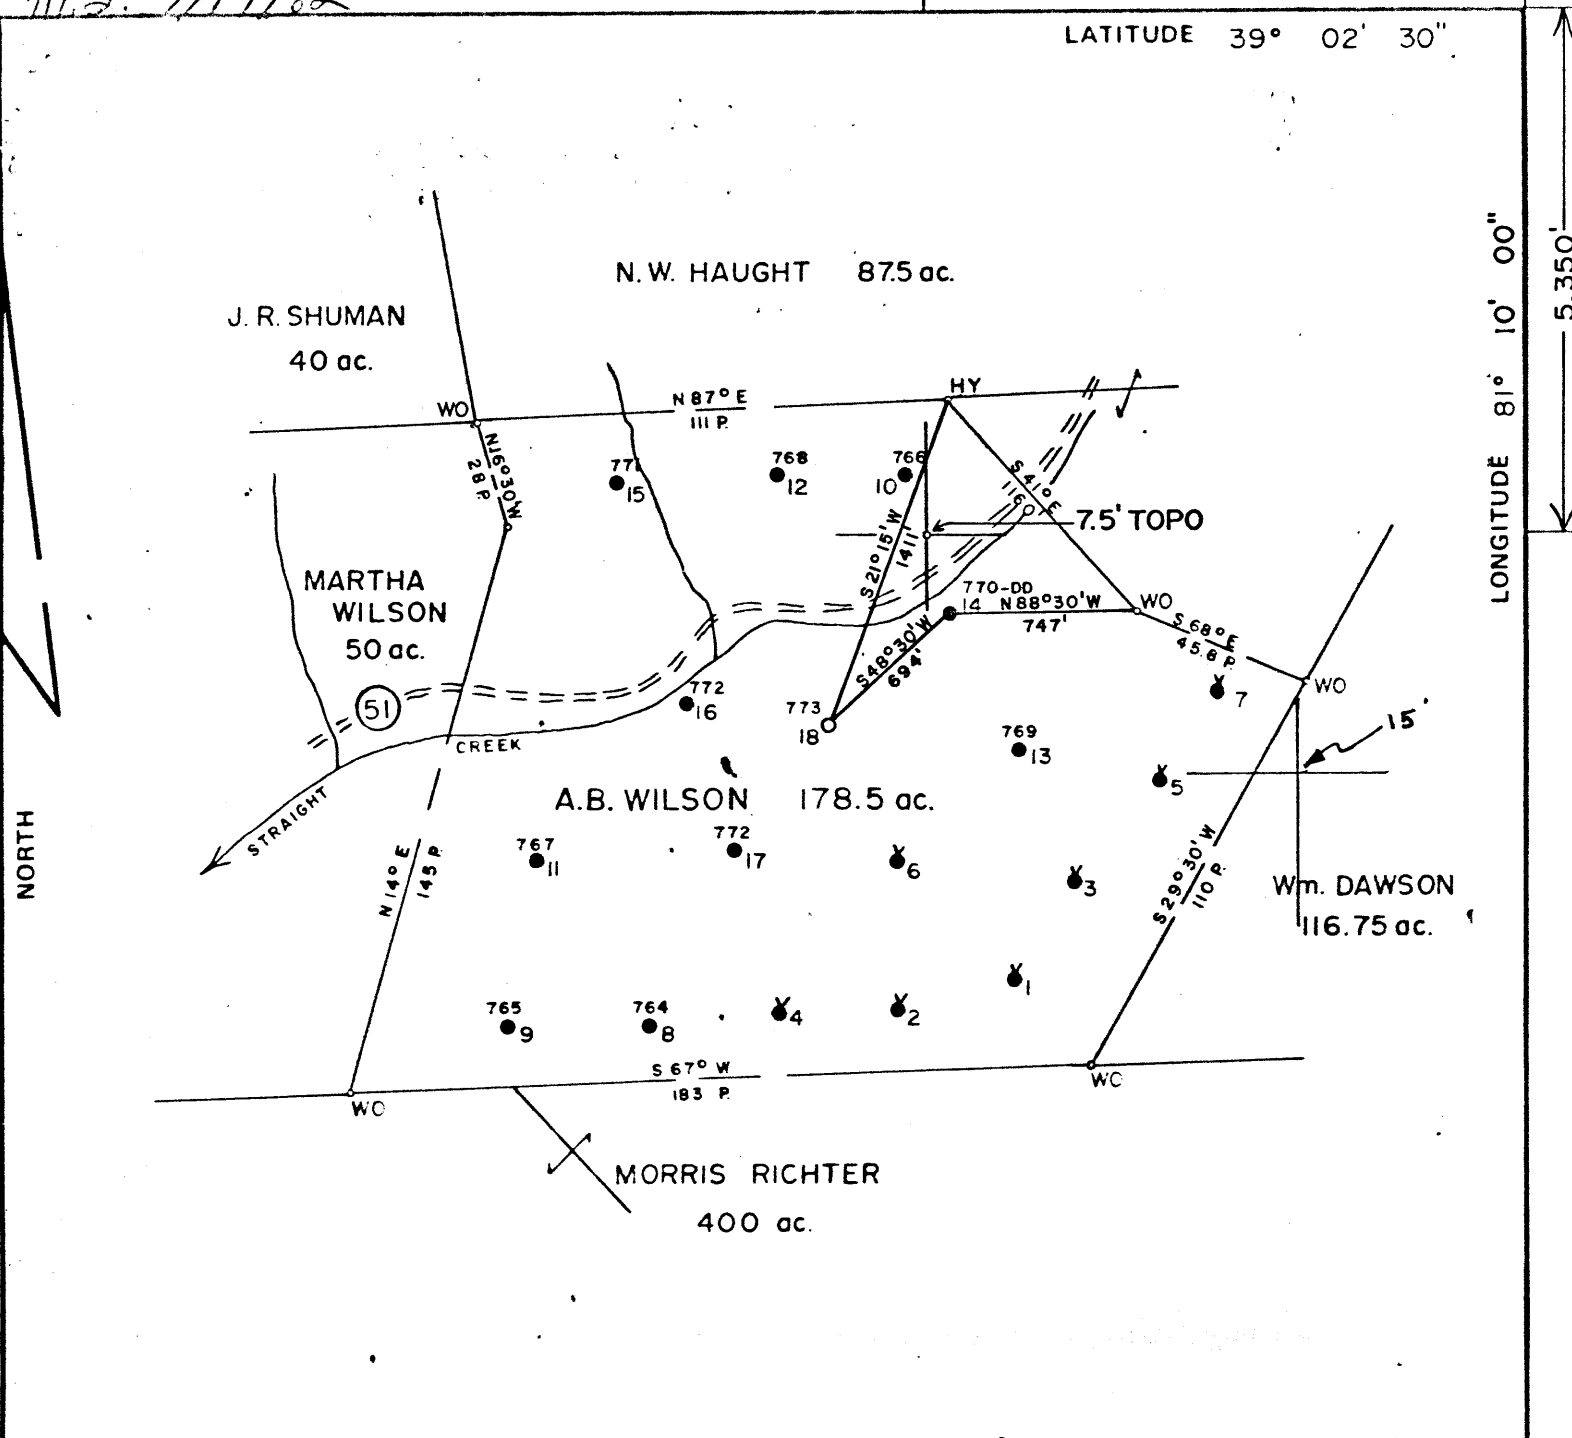 LATITUDE 39° 02' 30"
5,350'
LONGITUDE 81° 10' 00"
N.W. HAUGHT 87.5 ac.
J. R. SHUMAN
40 ac.
HY
WO
N 87° E
111 P.
N16°30'W
28 P.
771
15
768
12
766
10
S 41° E
116
7.5' TOPO
S 21° 15' W
1411'
MARTHA
WILSON
50 ac.
770-DD
14
N88°30'W
747'
WO
S 68° E
45.8 P.
S48°30'W
694'
WO
7
51
772
16
773
18
15'
CREEK
769
13
5
STRAIGHT
A.B. WILSON 178.5 ac.
NORTH
767
11
772
17
6
3
N 14° E
145 P.
S 29° 30' W
110 P.
Wm. DAWSON
116.75 ac.
1
765
9
764
8
4
2
S 67° W
183 P.
WO
WO
MORRIS RICHTER
400 ac.